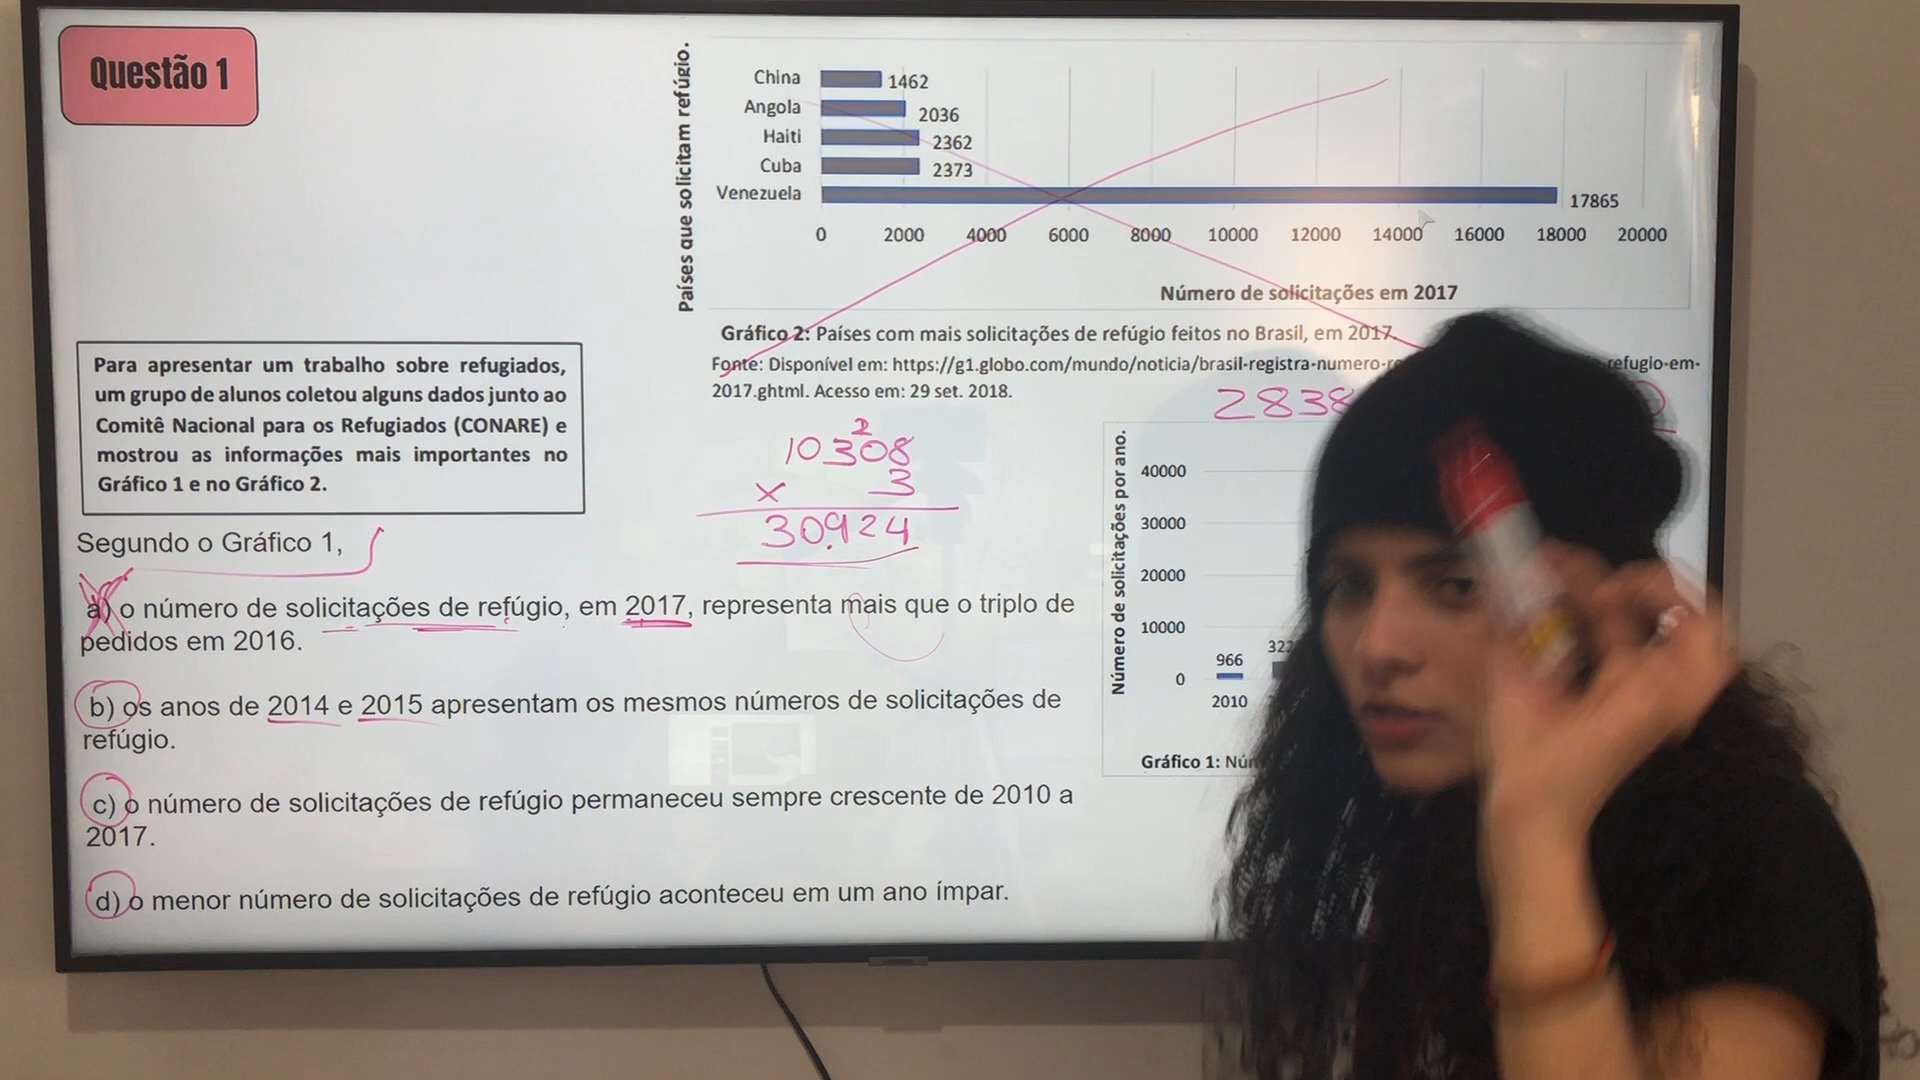 Questão 1
Países que solicitam refúgio.
China 1462
Angola 2036
Haiti 2362
Cuba 2373
Venezuela 17865
0 2000 4000 6000 8000 10000 12000 14000 16000 18000 20000
Número de solicitações em 2017
Gráfico 2: Países com mais solicitações de refúgio feitos no Brasil, em 2017.
Fonte: Disponível em: https://g1.globo.com/mundo/noticia/brasil-registra-numero-re -refugio-em-
2017.ghtml. Acesso em: 29 set. 2018.
Para apresentar um trabalho sobre refugiados,
um grupo de alunos coletou alguns dados junto ao
Comitê Nacional para os Refugiados (CONARE) e
mostrou as informações mais importantes no
Gráfico 1 e no Gráfico 2.
2
10308
x 3
30.924
2838
Segundo o Gráfico 1,
a) o número de solicitações de refúgio, em 2017, representa mais que o triplo de
pedidos em 2016.
b) os anos de 2014 e 2015 apresentam os mesmos números de solicitações de
refúgio.
c) o número de solicitações de refúgio permaneceu sempre crescente de 2010 a
2017.
d) o menor número de solicitações de refúgio aconteceu em um ano ímpar.
Número de solicitações por ano.
40000
30000
20000
10000
0
966 322
2010
Gráfico 1: Núm